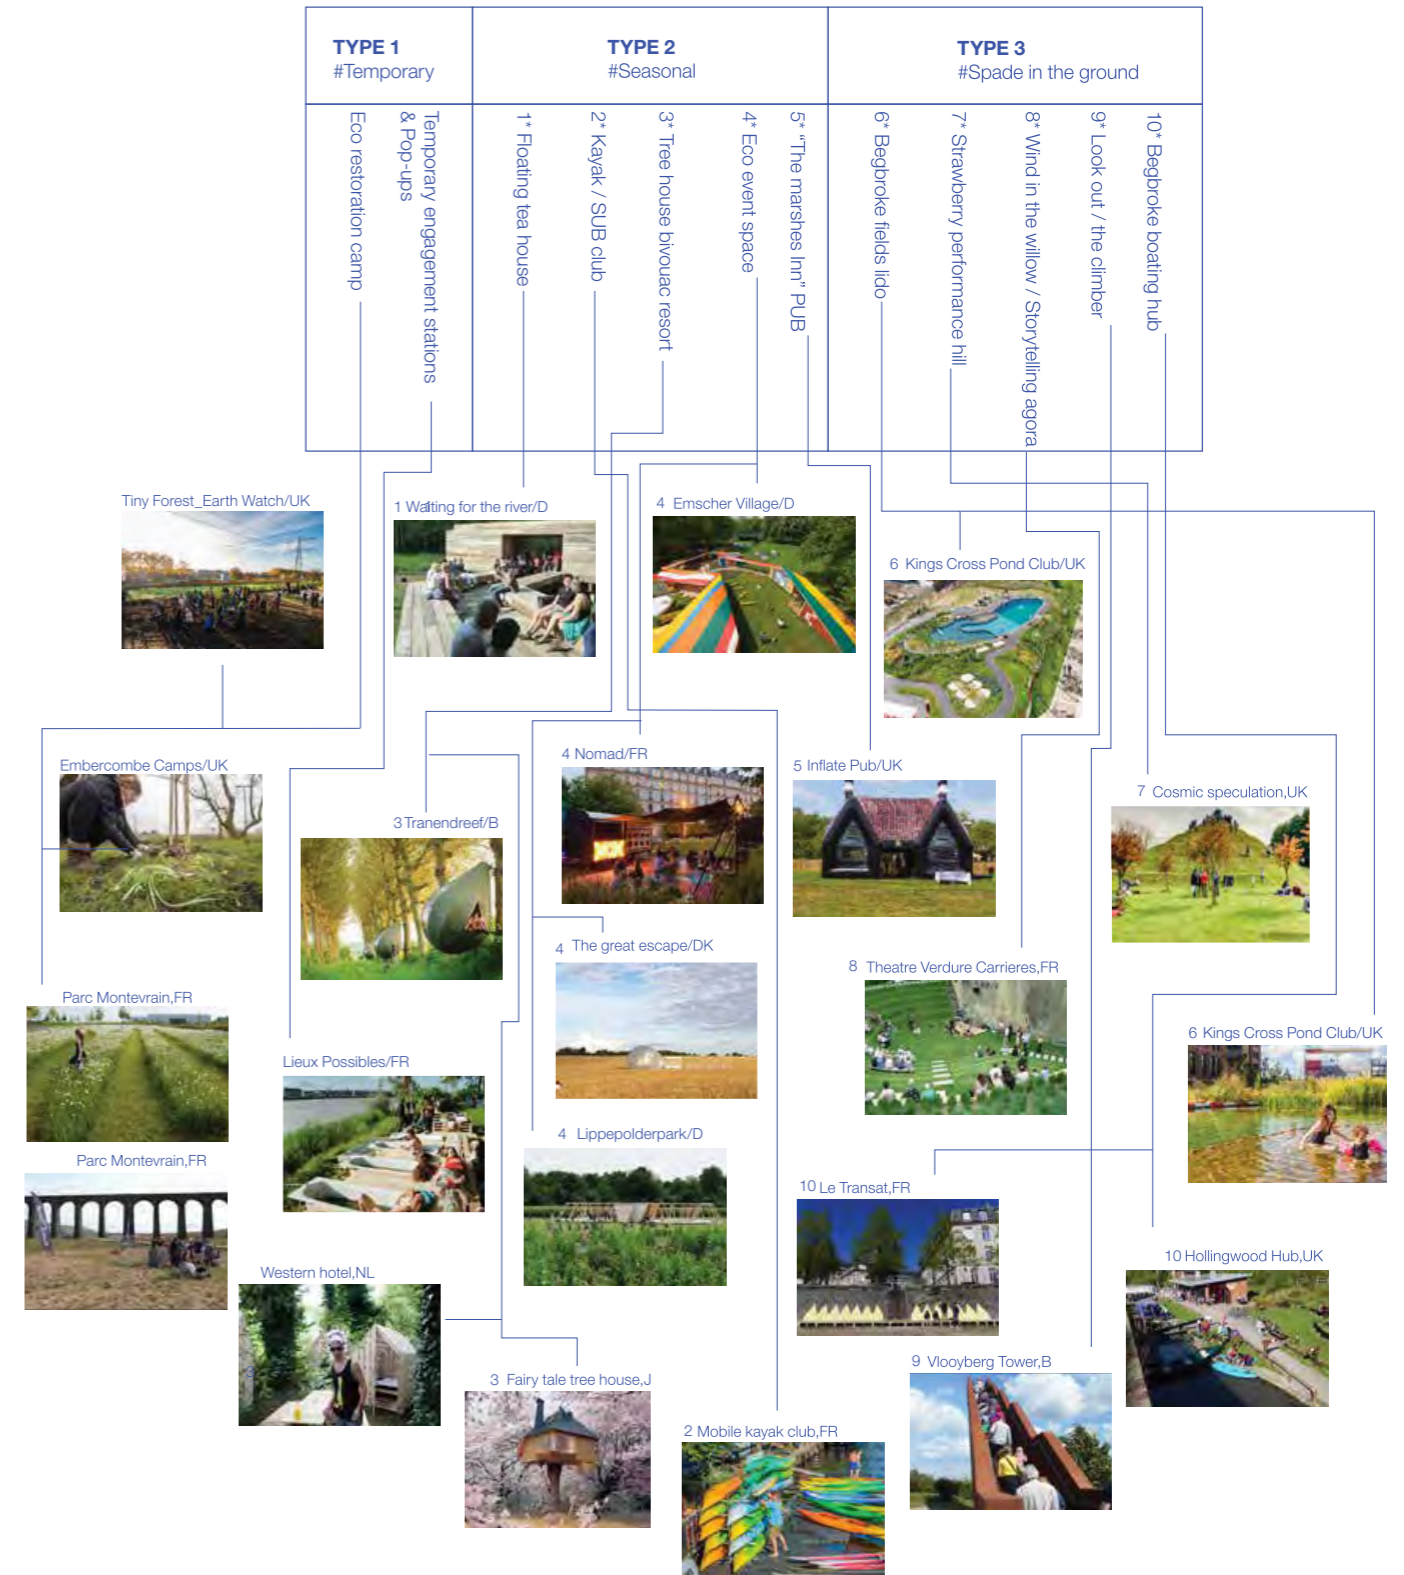 TYPE 1
#Temporary
TYPE 2
#Seasonal
TYPE 3
#Spade in the ground
Eco restoration camp
Temporary engagement stations
& Pop-ups
1* Floating tea house
2* Kayak / SUB club
3* Tree house bivouac resort
4* Eco event space
5* “The marshes Inn” PUB
6* Begbroke fields lido
7* Strawberry performance hill
8* Wind in the willow / Storytelling agora
9* Look out / the climber
10* Begbroke boating hub
Tiny Forest_Earth Watch/UK
1 Waiting for the river/D
4 Emscher Village/D
6 Kings Cross Pond Club/UK
Embercombe Camps/UK
4 Nomad/FR
5 Inflate Pub/UK
7 Cosmic speculation,UK
3 Tranendreef/B
4 The great escape/DK
8 Theatre Verdure Carrieres,FR
Parc Montevrain,FR
6 Kings Cross Pond Club/UK
Lieux Possibles/FR
4 Lippepolderpark/D
Parc Montevrain,FR
10 Le Transat,FR
10 Hollingwood Hub,UK
Western hotel,NL
3
9 Vlooyberg Tower,B
3 Fairy tale tree house,J
2 Mobile kayak club,FR